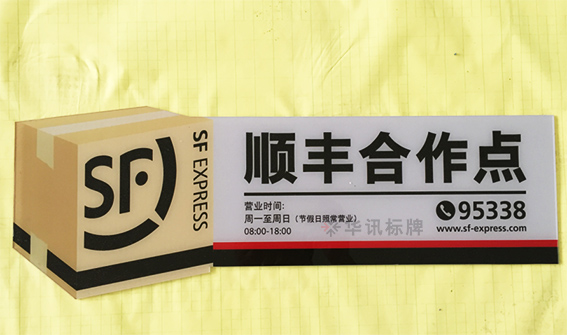 SF
SF EXPRESS
顺丰合作点
营业时间:
周一至周日(节假日照常营业)
08:00-18:00
95338
www.sf-express.com
华讯标牌